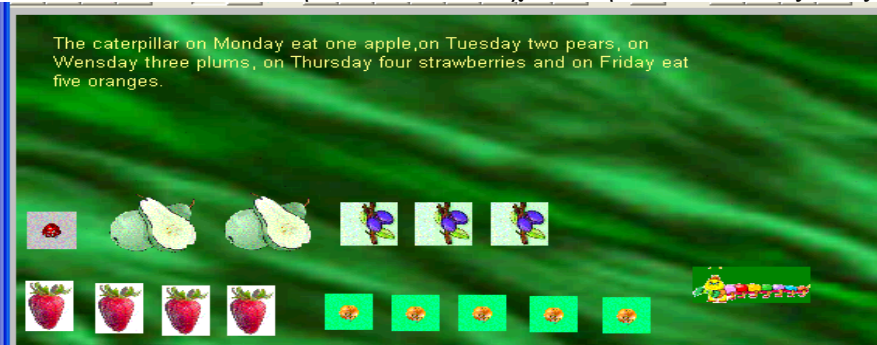 The caterpillar on Monday eat one apple,on Tuesday two pears, on
Wensday three plums, on Thursday four strawberries and on Friday eat
five oranges.